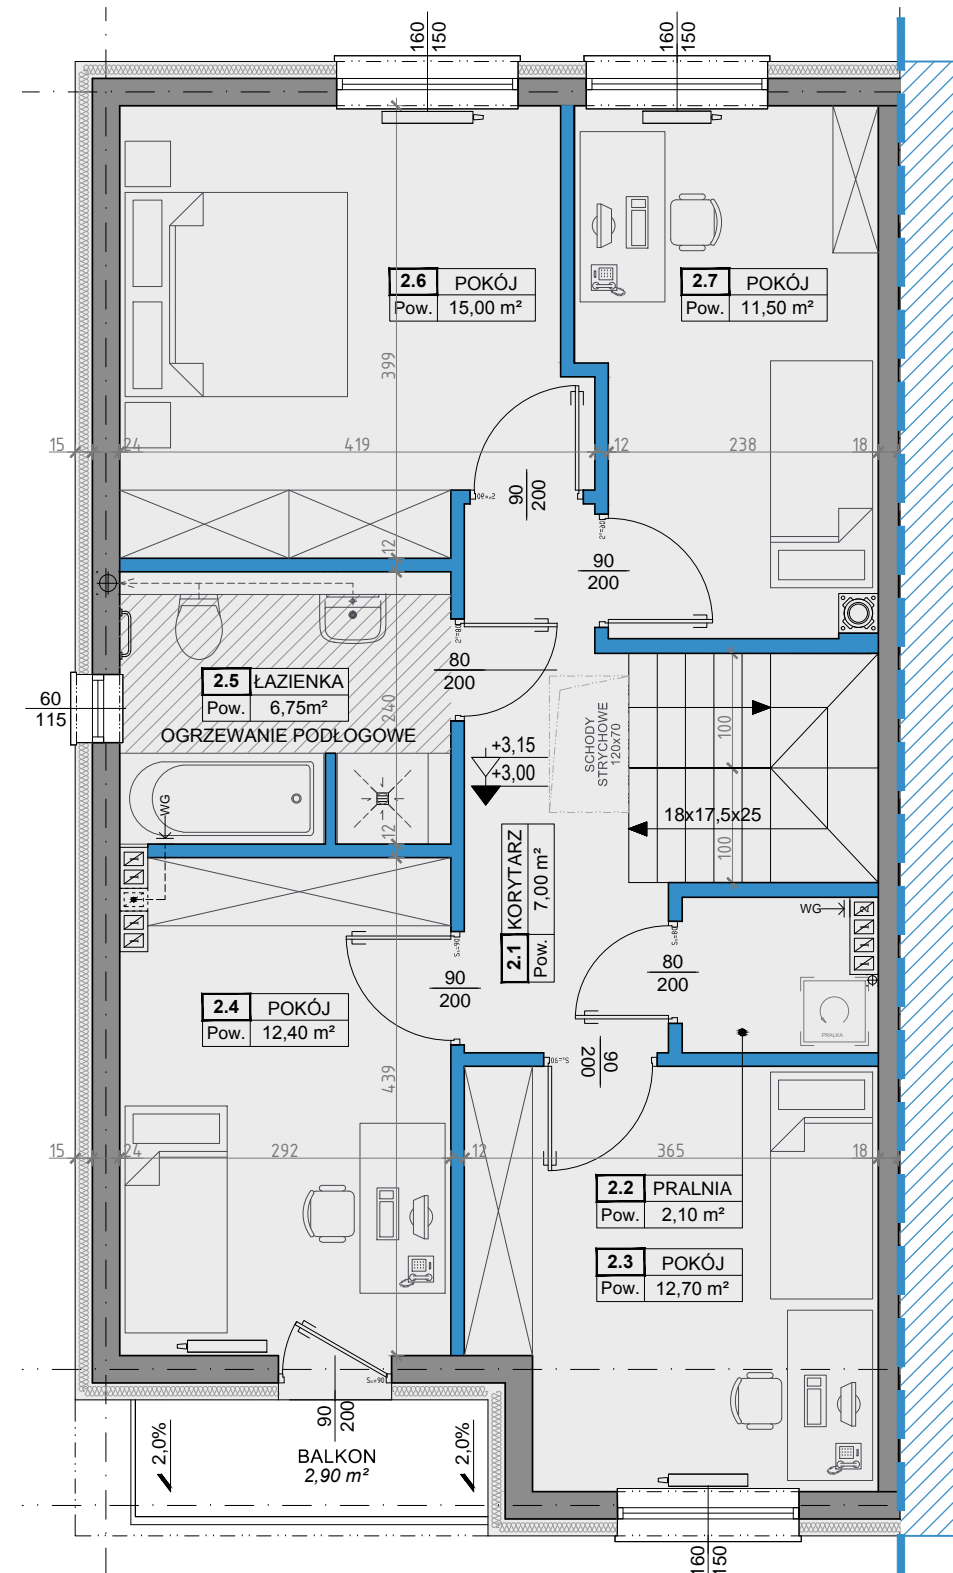 160
150
160
150
2.6 POKÓJ
Pow. 15,00 m²
2.7 POKÓJ
Pow. 11,50 m²
399
15
24
419
12
238
18
90
200
90
200
12
80
200
2.5 ŁAZIENKA
Pow. 6,75m²
240
OGRZEWANIE PODŁOGOWE
60
115
+3,15
+3,00
SCHODY
STRYCHOWE
120x70
100
18x17,5x25
100
WG
12
2.1 KORYTARZ
Pow. 7,00 m²
WG
80
200
PRALKA
90
200
2.4 POKÓJ
Pow. 12,40 m²
90
200
439
15
24
292
12
365
18
2.2 PRALNIA
Pow. 2,10 m²
2.3 POKÓJ
Pow. 12,70 m²
90
200
2,0%
BALKON
2,90 m²
2,0%
160
150